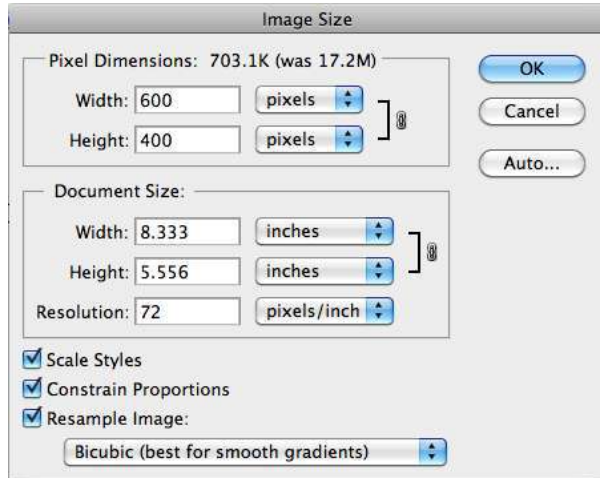 Image Size
Pixel Dimensions: 703.1K (was 17.2M)
OK
Width: 600 pixels
Cancel
Height: 400 pixels
Auto...
Document Size:
Width: 8.333 inches
Height: 5.556 inches
Resolution: 72 pixels/inch
Scale Styles
Constrain Proportions
Resample Image:
Bicubic (best for smooth gradients)